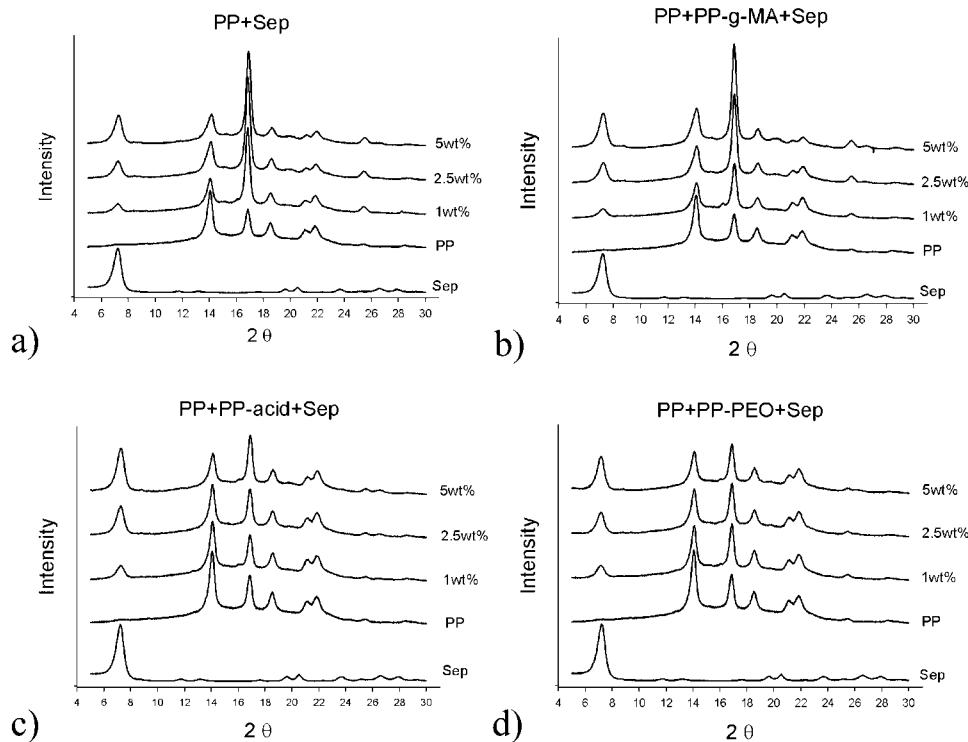 PP+Sep
Intensity
5wt%
2.5wt%
1wt%
PP
Sep
4 6 8 10 12 14 16 18 20 22 24 26 28 30
2 θ
a)
PP+PP-g-MA+Sep
Intensity
5wt%
2.5wt%
1wt%
PP
Sep
4 6 8 10 12 14 16 18 20 22 24 26 28 30
2 θ
b)
PP+PP-acid+Sep
Intensity
5wt%
2.5wt%
1wt%
PP
Sep
4 6 8 10 12 14 16 18 20 22 24 26 28 30
2 θ
c)
PP+PP-PEO+Sep
Intensity
5wt%
2.5wt%
1wt%
PP
Sep
4 6 8 10 12 14 16 18 20 22 24 26 28 30
2 θ
d)